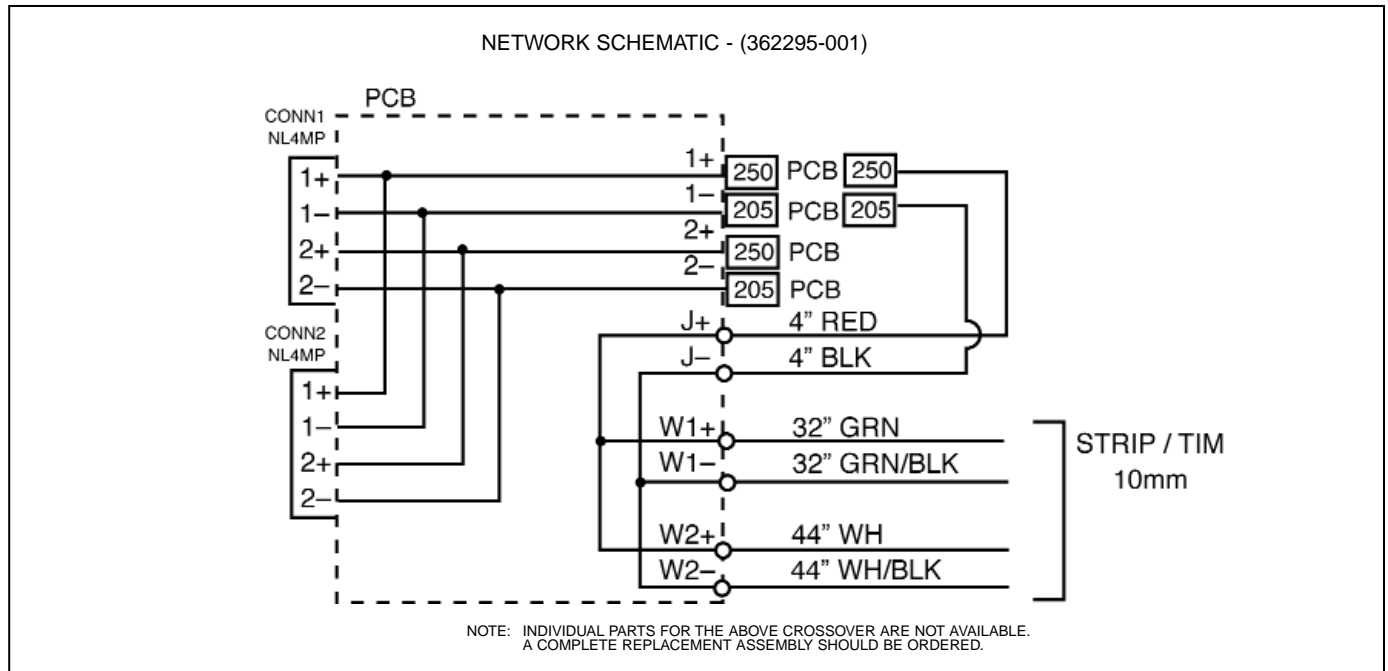 NETWORK SCHEMATIC - (362295-001)
PCB
CONN1
NL4MP
1+
1–
2+
2–
CONN2
NL4MP
1+
1–
2+
2–
1+ 250 PCB 250
1– 205 PCB 205
2+ 250 PCB
2– 205 PCB
J+ 4” RED
J– 4” BLK
W1+ 32” GRN
W1– 32” GRN/BLK
W2+ 44” WH
W2– 44” WH/BLK
STRIP / TIM
10mm
NOTE: INDIVIDUAL PARTS FOR THE ABOVE CROSSOVER ARE NOT AVAILABLE.
A COMPLETE REPLACEMENT ASSEMBLY SHOULD BE ORDERED.